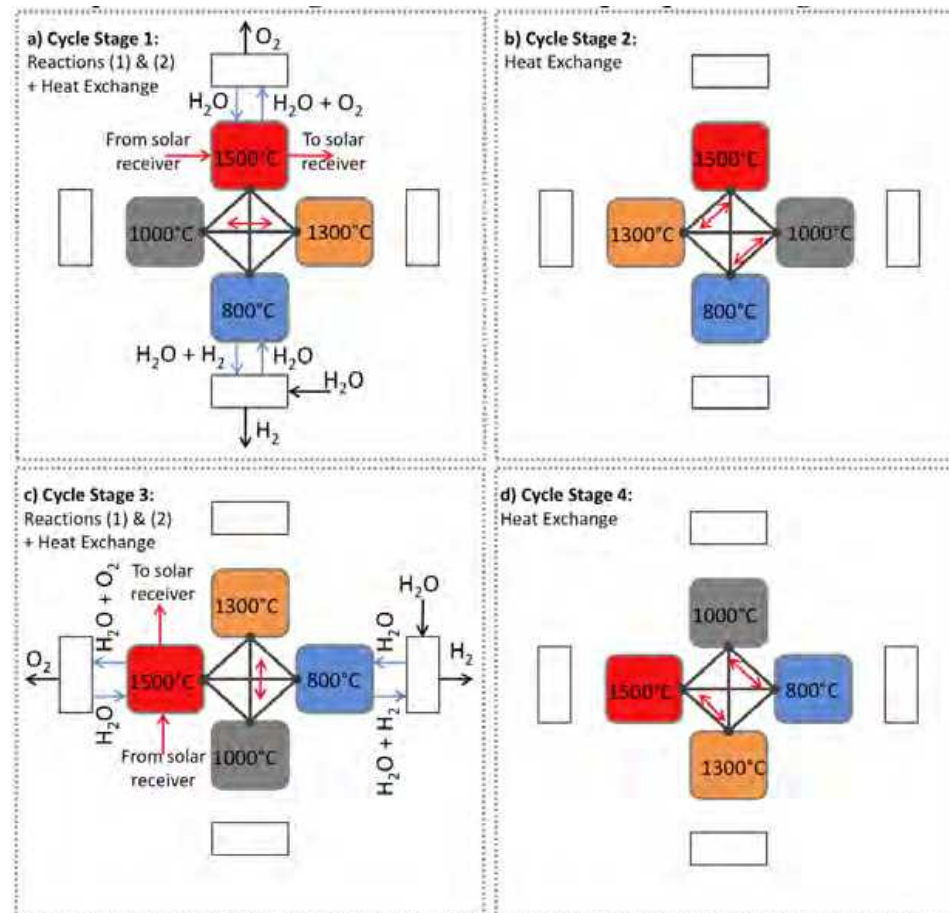 a) Cycle Stage 1:
Reactions (1) & (2)
+ Heat Exchange
O₂
H₂O
H₂O + O₂
From solar
receiver
To solar
receiver
1500°C
1000°C
1300°C
800°C
H₂O + H₂
H₂O
H₂O
H₂
b) Cycle Stage 2:
Heat Exchange
1500°C
1300°C
1000°C
800°C
c) Cycle Stage 3:
Reactions (1) & (2)
+ Heat Exchange
H₂O + O₂
To solar
receiver
1300°C
H₂O
H₂O
O₂
H₂
1500°C
800°C
H₂O
From solar
receiver
1000°C
H₂O + H₂
d) Cycle Stage 4:
Heat Exchange
1000°C
1500°C
800°C
1300°C